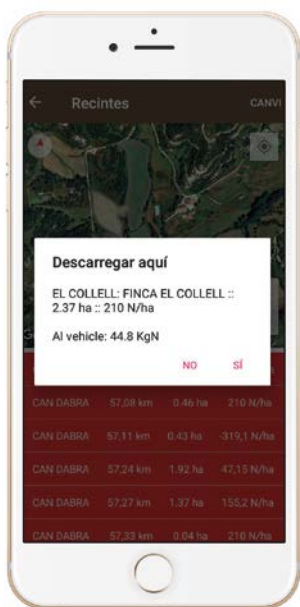 ← Recintes CANVI
Descarregar aquí
EL COLLELL: FINCA EL COLLELL ::
2.37 ha :: 210 N/ha
Al vehicle: 44.8 KgN
NO SÍ
CAN DABRA 57,08 km 0.46 ha 210 N/ha
CAN DABRA 57,11 km 0.43 ha -319,1 N/ha
CAN DABRA 57,24 km 1.92 ha 47,15 N/ha
CAN DABRA 57,27 km 1.37 ha 155,2 N/ha
CAN DABRA 57,33 km 0.04 ha 210 N/ha